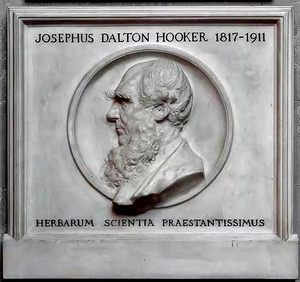 JOSEPHUS DALTON HOOKER 1817-1911
HERBARUM SCIENTIA PRAESTANTISSIMUS